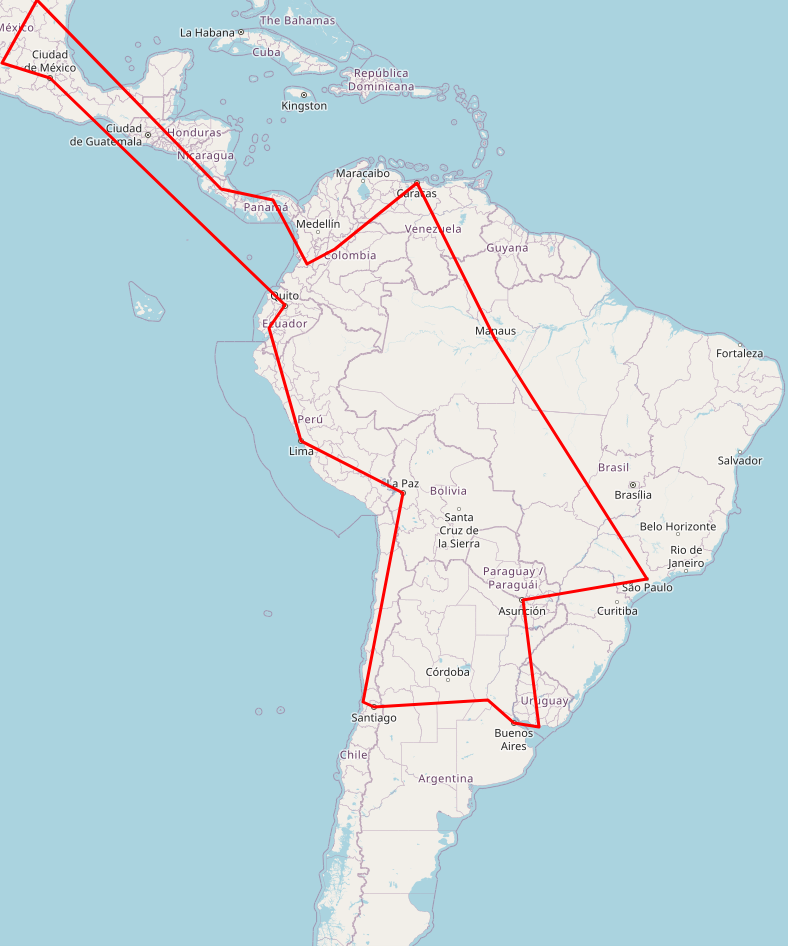 The Bahamas
La Habana
México
Cuba
Ciudad
de México
República
Dominicana
Kingston
Ciudad
de Guatemala
Honduras
Nicaragua
Maracaibo
Caracas
Panamá
Medellín
Venezuela
Guyana
Colombia
Quito
Ecuador
Manaus
Fortaleza
Perú
Lima
Salvador
Brasil
La Paz
Bolivia
Brasília
Santa
Cruz de
la Sierra
Belo Horizonte
Rio de
Janeiro
Paraguay /
Paraguái
São Paulo
Asunción
Curitiba
Córdoba
Uruguay
Santiago
Buenos
Aires
Chile
Argentina